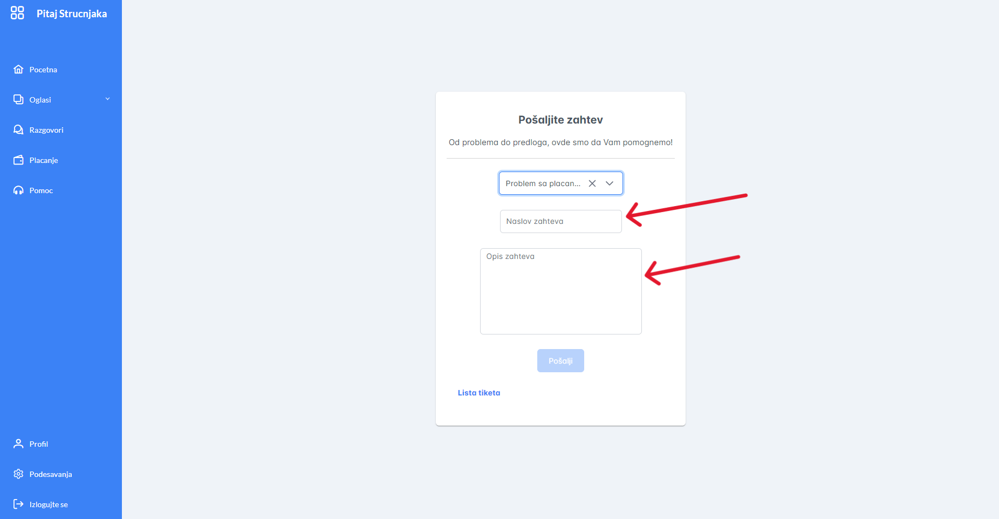 Pitaj Strucnjaka
Pocetna
Oglasi
Razgovori
Placanje
Pomoc
Profil
Podesavanja
Izlogujte se
Pošaljite zahtev
Od problema do predloga, ovde smo da Vam pomognemo!
Problem sa placan...
Naslov zahteva
Opis zahteva
Pošalji
Lista tiketa